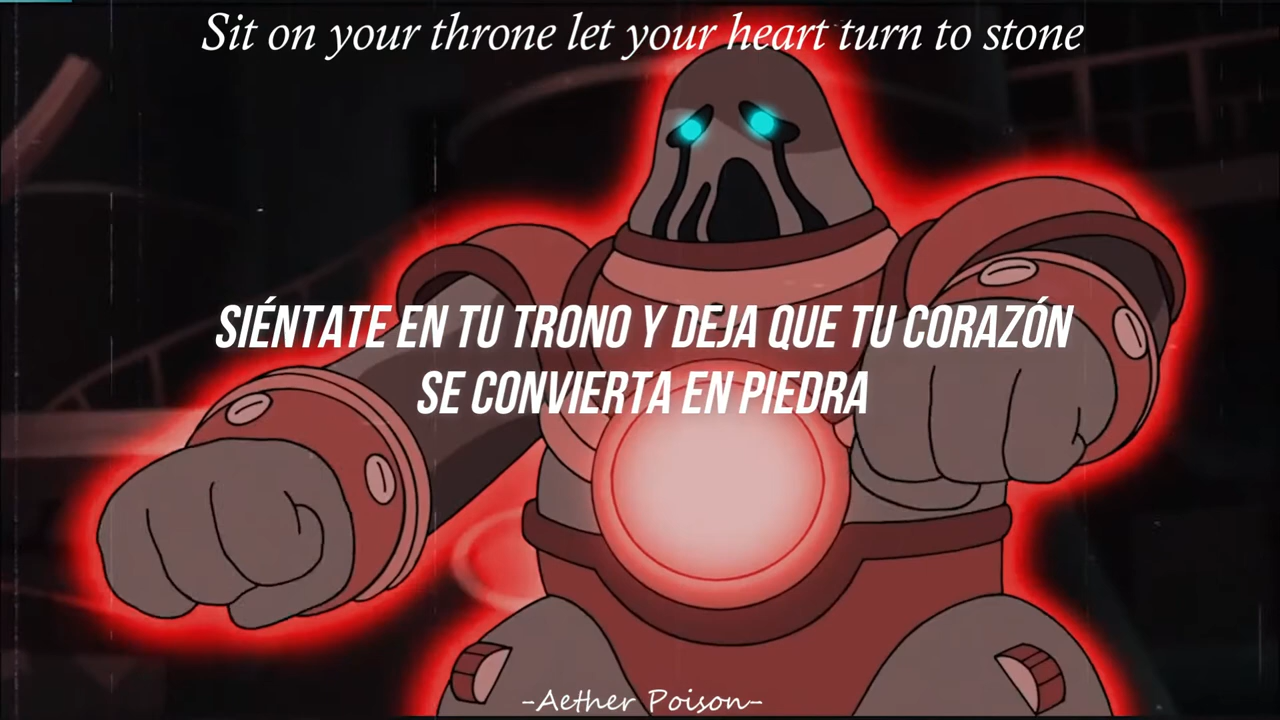 Sit on your throne let your heart turn to stone
SIÉNTATE EN TU TRONO Y DEJA QUE TU CORAZÓN
SE CONVIERTA EN PIEDRA
-Aether Poison-